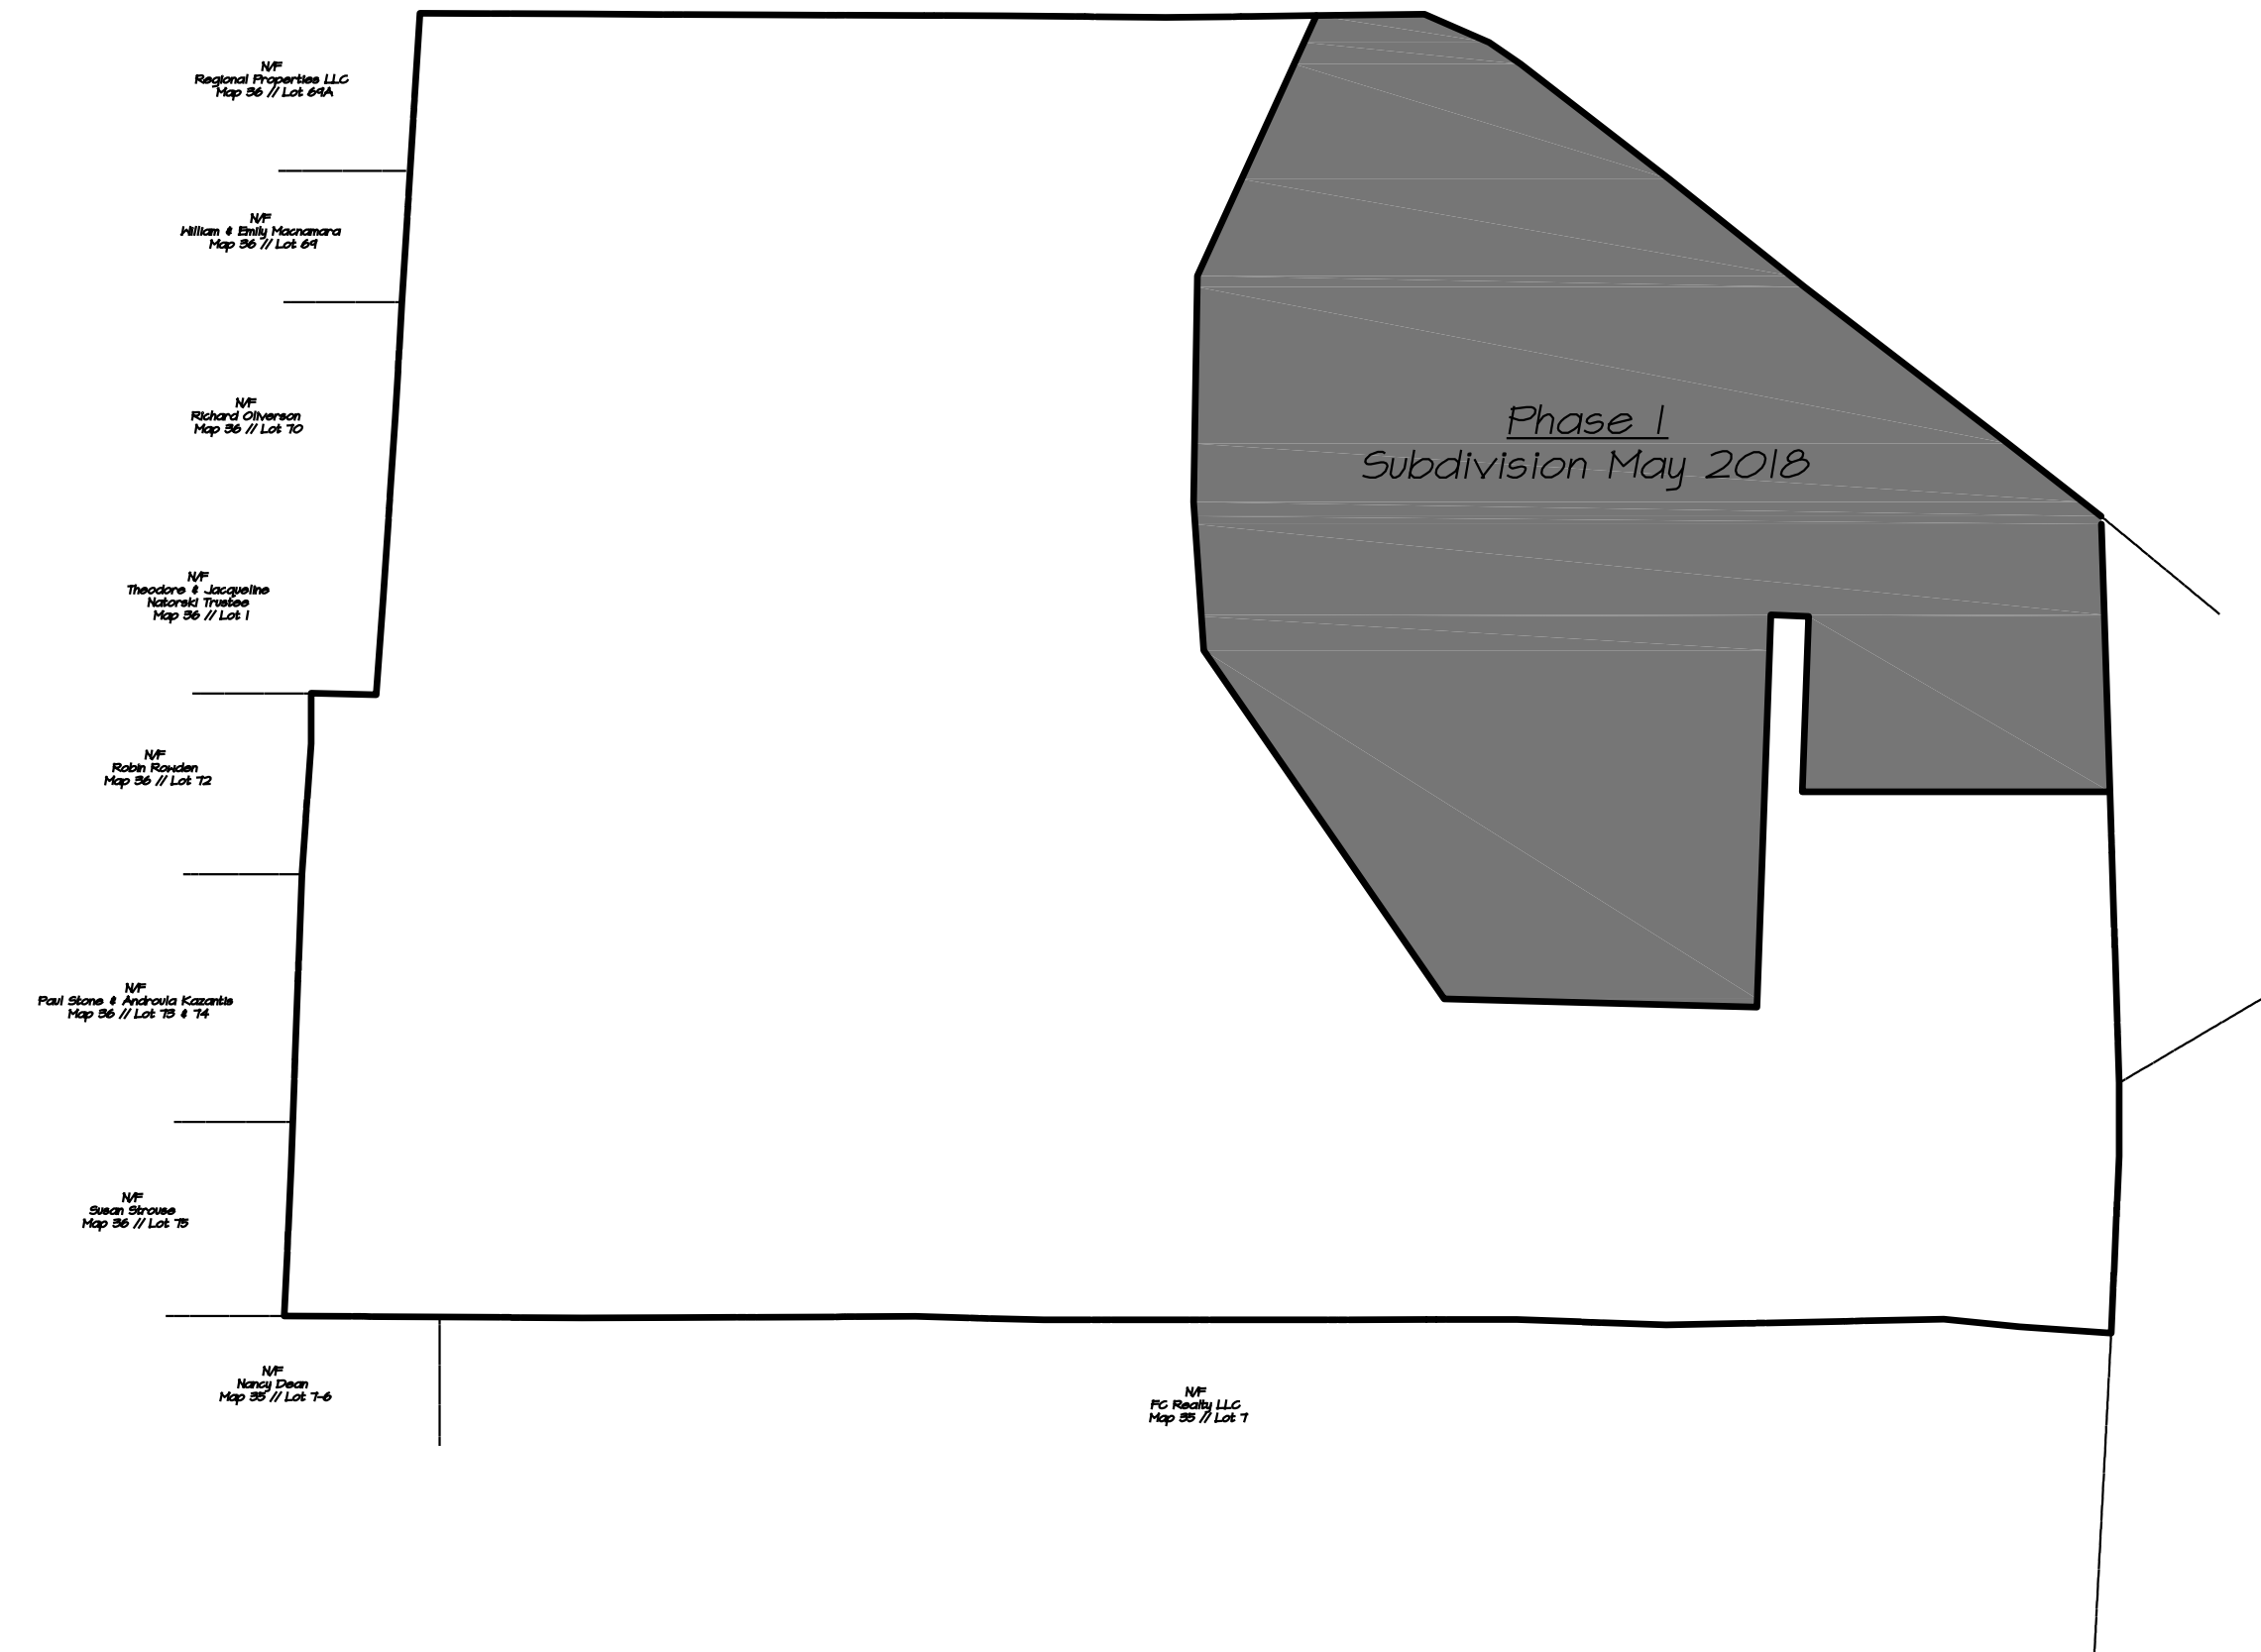 N/F
Regional Properties LLC
Map 36 // Lot 69A
N/F
William & Emily Macnamara
Map 36 // Lot 69
N/F
Richard Oliverson
Map 36 // Lot 70
Phase 1
Subdivision May 2018
N/F
Theodore & Jacqueline
Natorski Trustee
Map 36 // Lot 1
N/F
Robin Rowden
Map 36 // Lot 72
N/F
Paul Stone & Androula Kazantis
Map 36 // Lot 73 & 74
N/F
Susan Strouse
Map 36 // Lot 75
N/F
Nancy Dean
Map 35 // Lot 7-6
N/F
FC Realty LLC
Map 35 // Lot 7